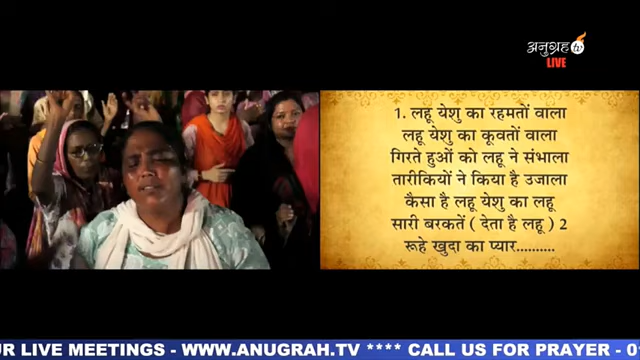 अनुग्रह tv
LIVE
1. लहू येशु का रहमतों वाला
लहू येशु का कूवतों वाला
गिरते हुओं को लहू ने संभाला
तारीकियों ने किया है उजाला
कैसा है लहू येशु का लहू
सारी बरकतें ( देता है लहू ) 2
रूहे खुदा का प्यार..........
UR LIVE MEETINGS - WWW.ANUGRAH.TV **** CALL US FOR PRAYER - 0